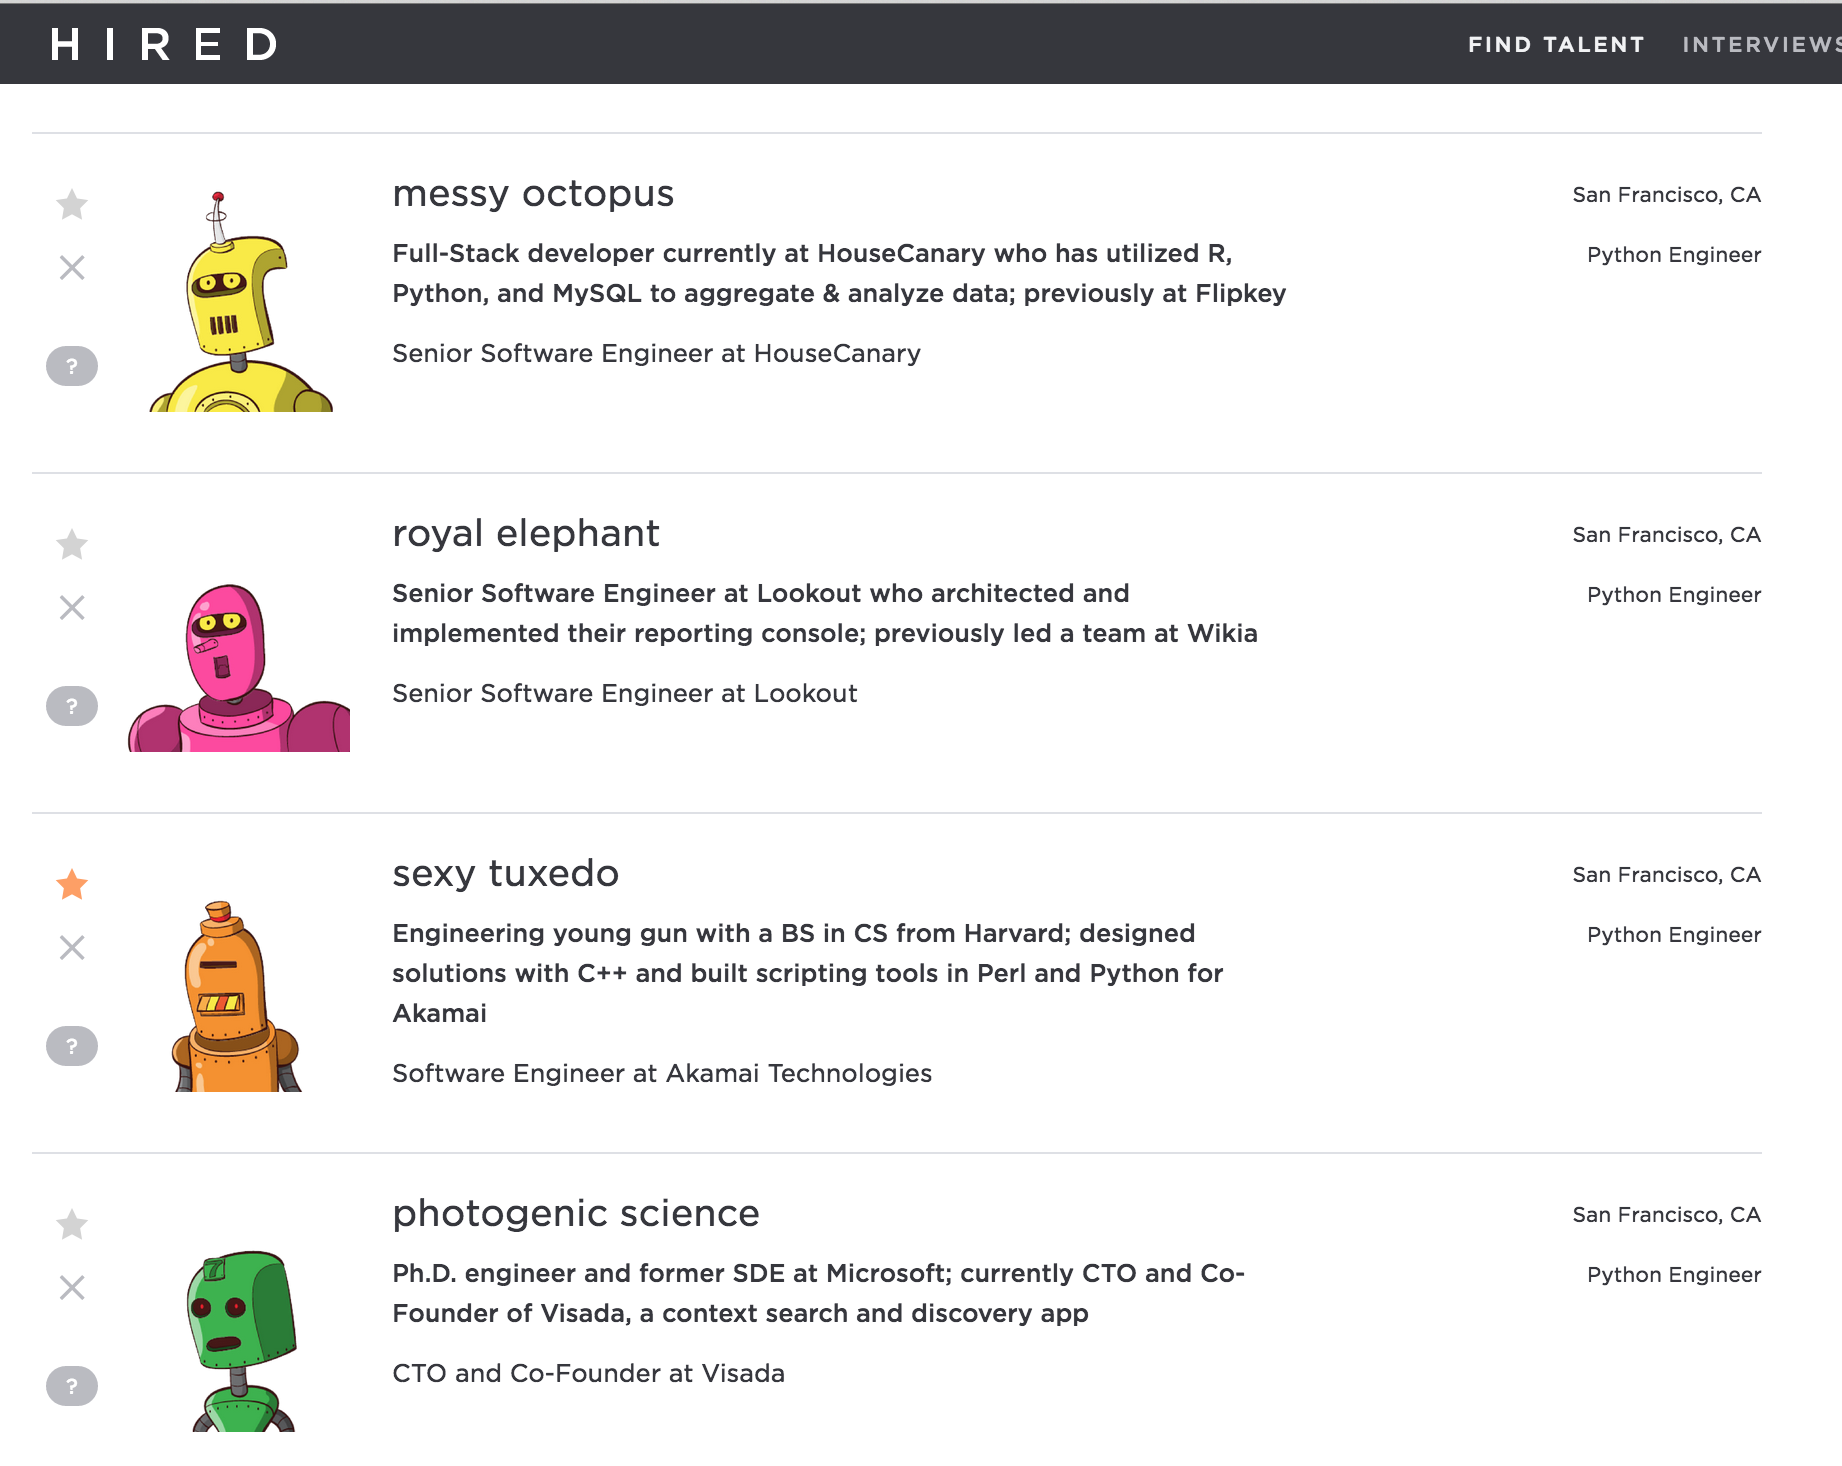 HIRED
FIND TALENT
INTERVIEWS
messy octopus
San Francisco, CA
Full-Stack developer currently at HouseCanary who has utilized R,
Python Engineer
Python, and MySQL to aggregate & analyze data; previously at Flipkey
Senior Software Engineer at HouseCanary
?
royal elephant
San Francisco, CA
Senior Software Engineer at Lookout who architected and
Python Engineer
implemented their reporting console; previously led a team at Wikia
Senior Software Engineer at Lookout
?
sexy tuxedo
San Francisco, CA
Engineering young gun with a BS in CS from Harvard; designed
Python Engineer
solutions with C++ and built scripting tools in Perl and Python for
Akamai
?
Software Engineer at Akamai Technologies
photogenic science
San Francisco, CA
7
Ph.D. engineer and former SDE at Microsoft; currently CTO and Co-
Python Engineer
Founder of Visada, a context search and discovery app
CTO and Co-Founder at Visada
?